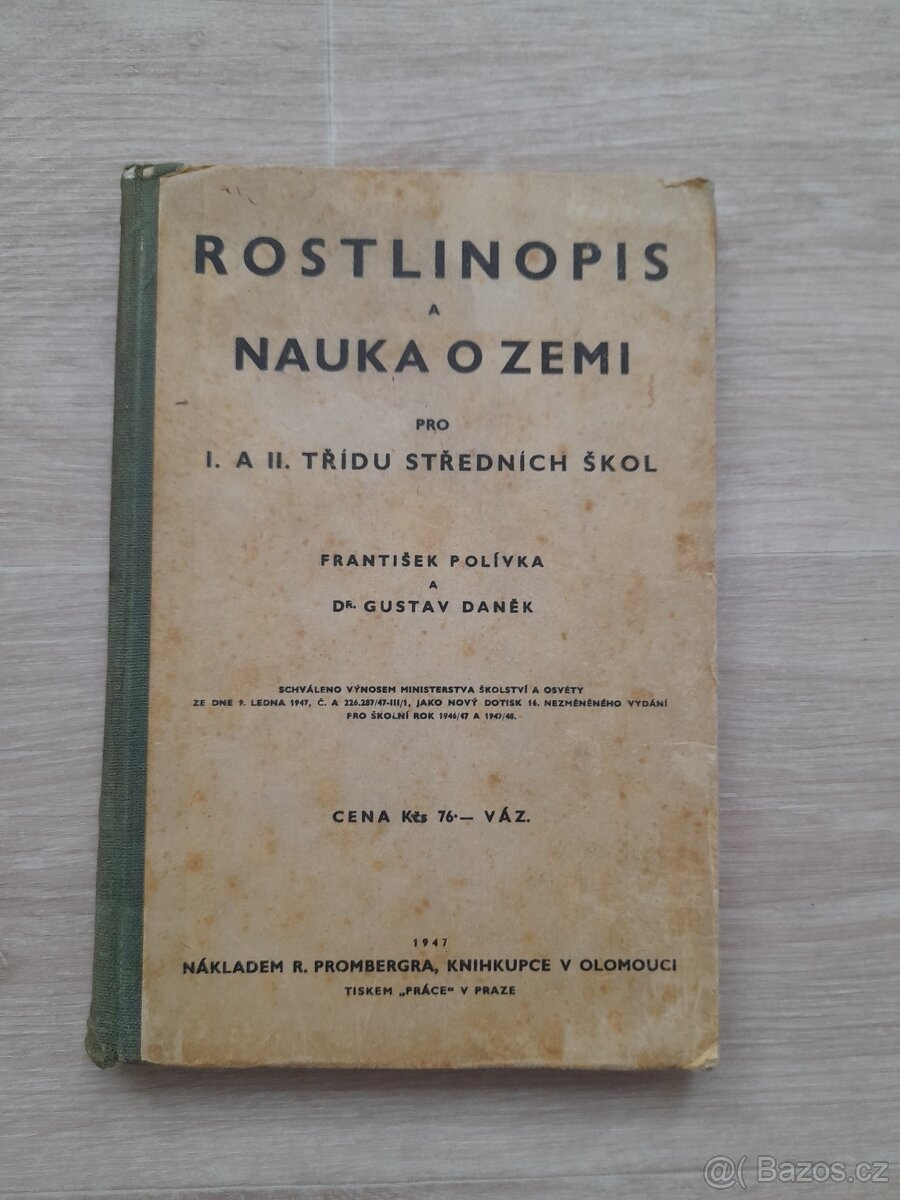 ROSTLINOPIS
A
NAUKA O ZEMI
PRO
I. A II. TŘÍDU STŘEDNÍCH ŠKOL
FRANTIŠEK POLÍVKA
A
DR. GUSTAV DANĚK
SCHVÁLENO VÝNOSEM MINISTERSTVA ŠKOLSTVÍ A OSVĚTY
ZE DNE 9. LEDNA 1947, Č. A 226.287/47-III/1, JAKO NOVÝ DOTISK 16. NEZMĚNĚNÉHO VYDÁNÍ
PRO ŠKOLNÍ ROK 1946/47 A 1947/48.
CENA Kčs 76·— VÁZ.
1947
NÁKLADEM R. PROMBERGRA, KNIHKUPCE V OLOMOUCI
TISKEM „PRÁCE“ V PRAZE
@( Bazos.cz